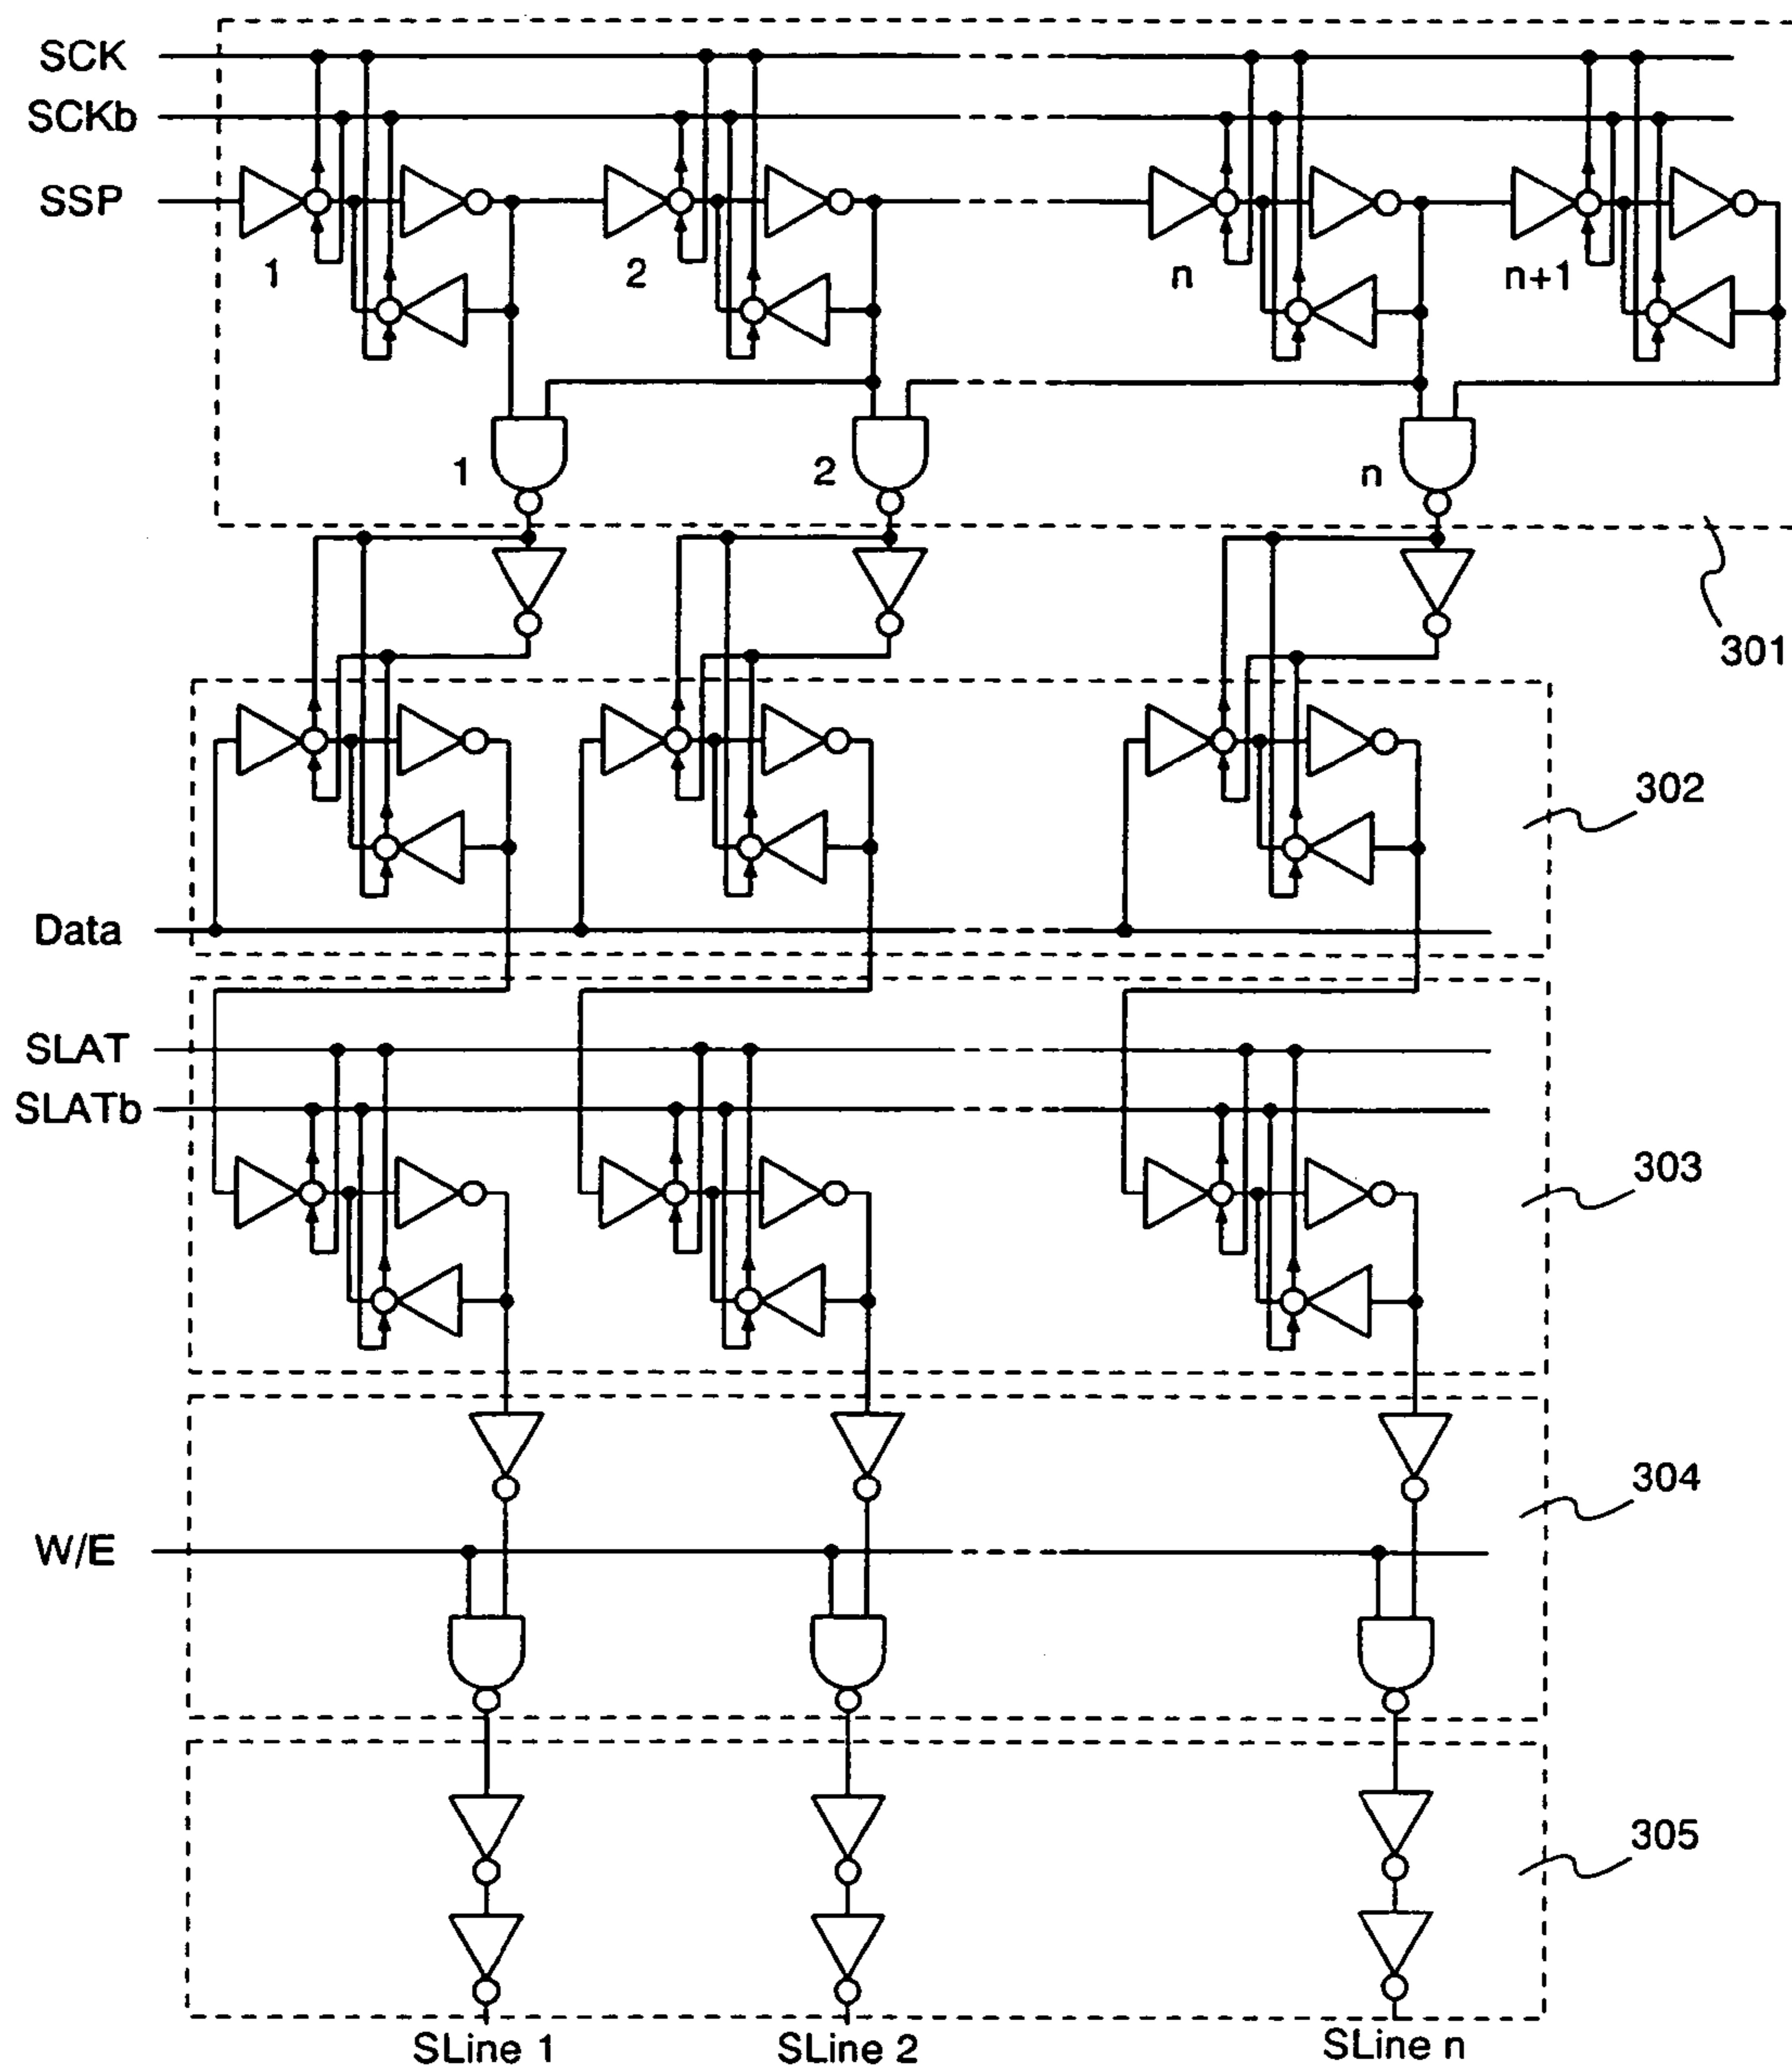 SCK
SCKb
SSP
1
2
n
n+1
1
2
n
301
302
Data
SLAT
SLATb
303
304
W/E
305
SLine 1
SLine 2
SLine n